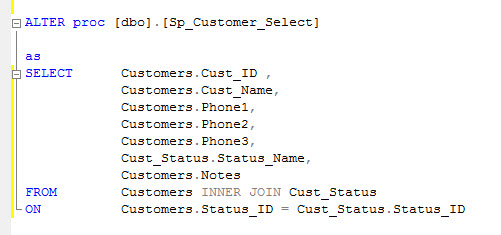 ALTER proc [dbo].[Sp_Customer_Select]
as
SELECT Customers.Cust_ID ,
Customers.Cust_Name,
Customers.Phone1,
Customers.Phone2,
Customers.Phone3,
Cust_Status.Status_Name,
Customers.Notes
FROM Customers INNER JOIN Cust_Status
ON Customers.Status_ID = Cust_Status.Status_ID